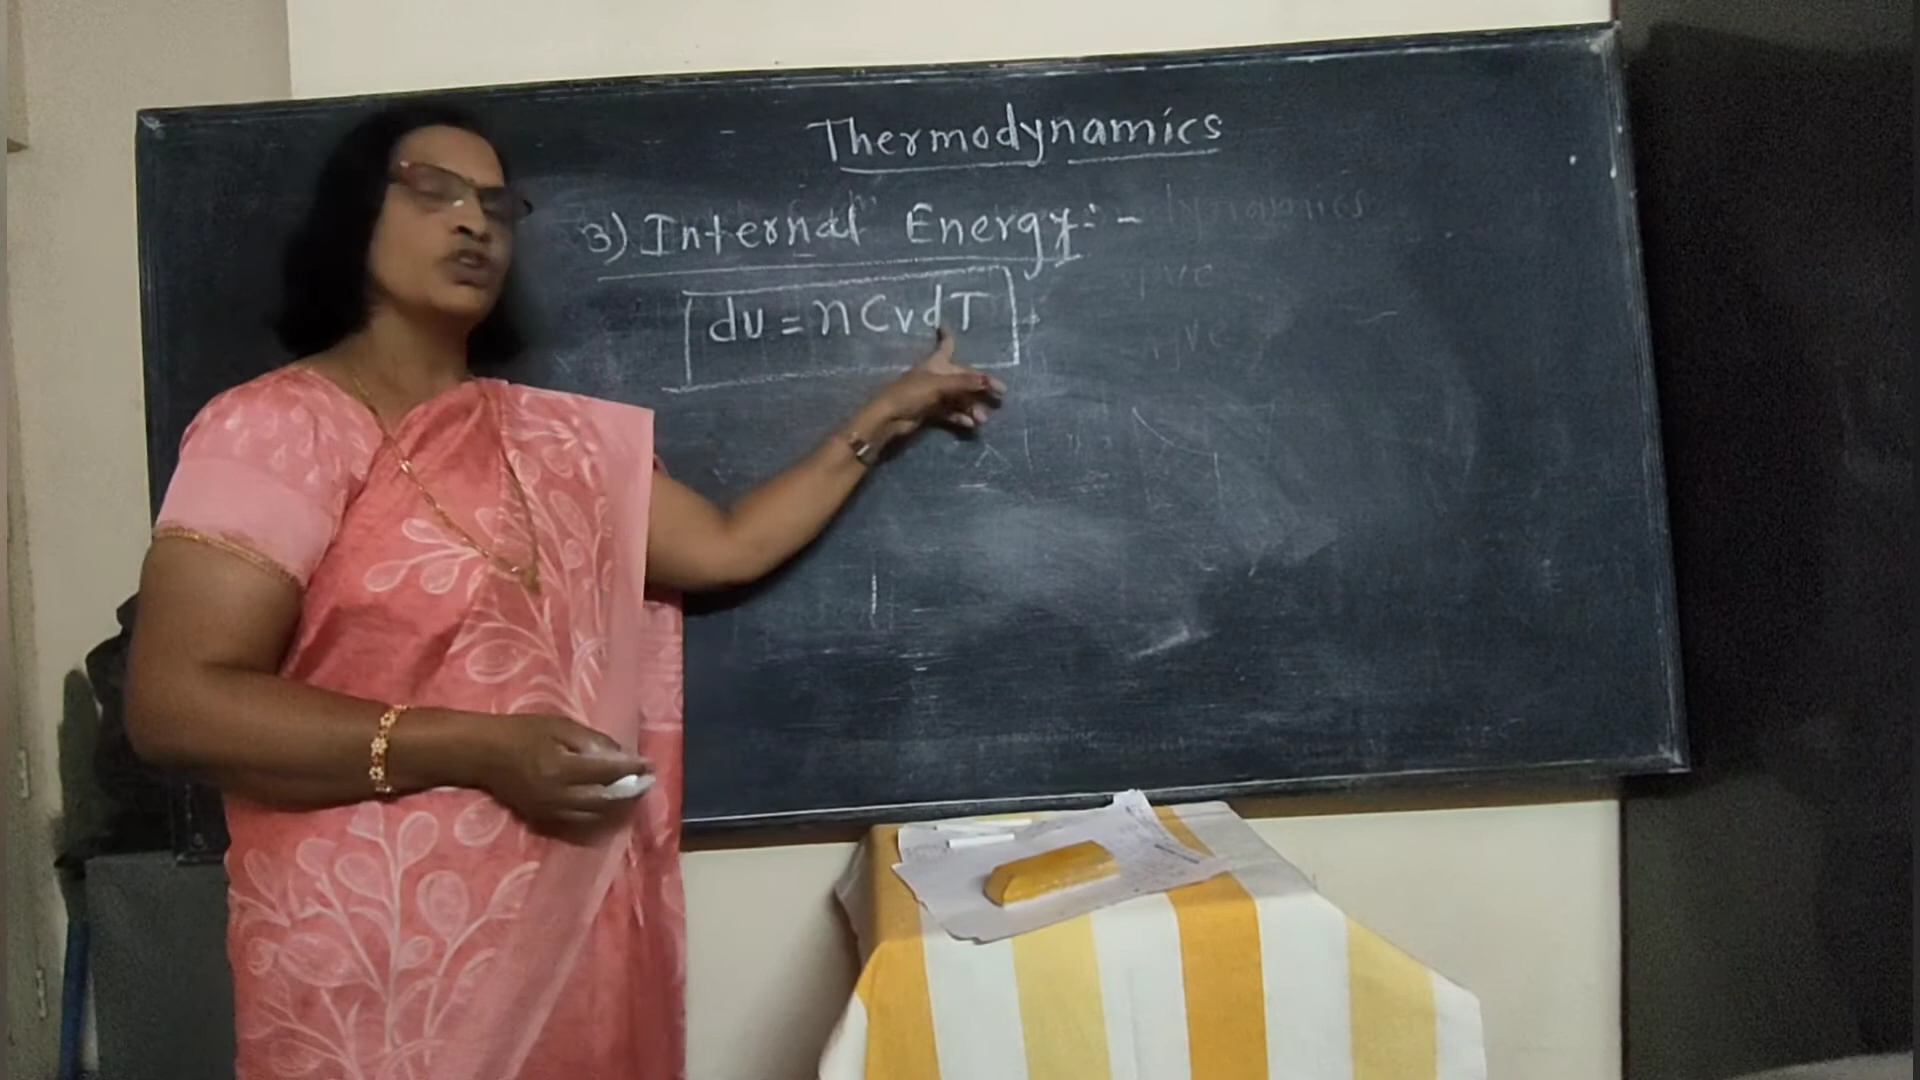 Thermodynamics
3) Internal Energy:-
du = nCvdT